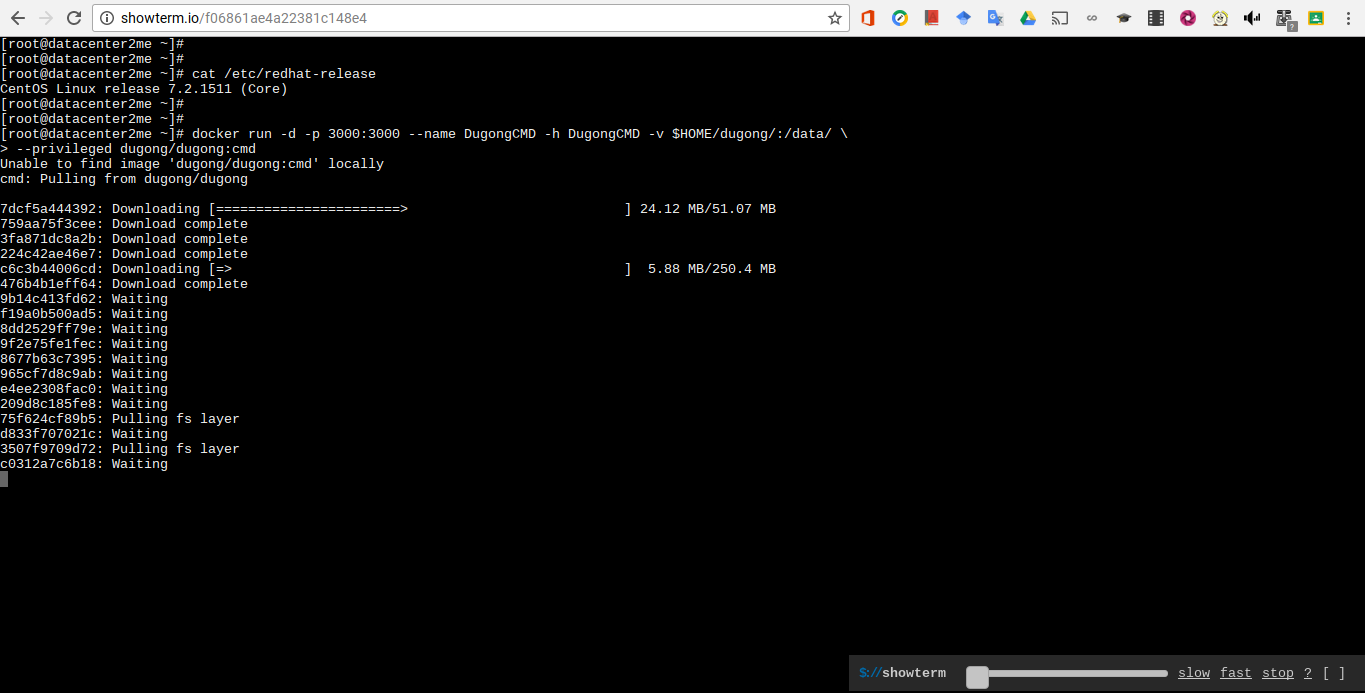 showterm.io/f06861ae4a22381c148e4
[root@datacenter2me ~]#
[root@datacenter2me ~]#
[root@datacenter2me ~]# cat /etc/redhat-release
CentOS Linux release 7.2.1511 (Core)
[root@datacenter2me ~]#
[root@datacenter2me ~]#
[root@datacenter2me ~]# docker run -d -p 3000:3000 --name DugongCMD -h DugongCMD -v $HOME/dugong/:/data/ \
> --privileged dugong/dugong:cmd
Unable to find image 'dugong/dugong:cmd' locally
cmd: Pulling from dugong/dugong
7dcf5a444392: Downloading [=======================>                           ] 24.12 MB/51.07 MB
759aa75f3cee: Download complete
3fa871dc8a2b: Download complete
224c42ae46e7: Download complete
c6c3b44006cd: Downloading [=>                                                 ]  5.88 MB/250.4 MB
476b4b1eff64: Download complete
9b14c413fd62: Waiting
f19a0b500ad5: Waiting
8dd2529ff79e: Waiting
9f2e75fe1fec: Waiting
8677b63c7395: Waiting
965cf7d8c9ab: Waiting
e4ee2308fac0: Waiting
209d8c185fe8: Waiting
75f624cf89b5: Pulling fs layer
d833f707021c: Waiting
3507f9709d72: Pulling fs layer
c0312a7c6b18: Waiting
$://showterm slow fast stop ? [ ]